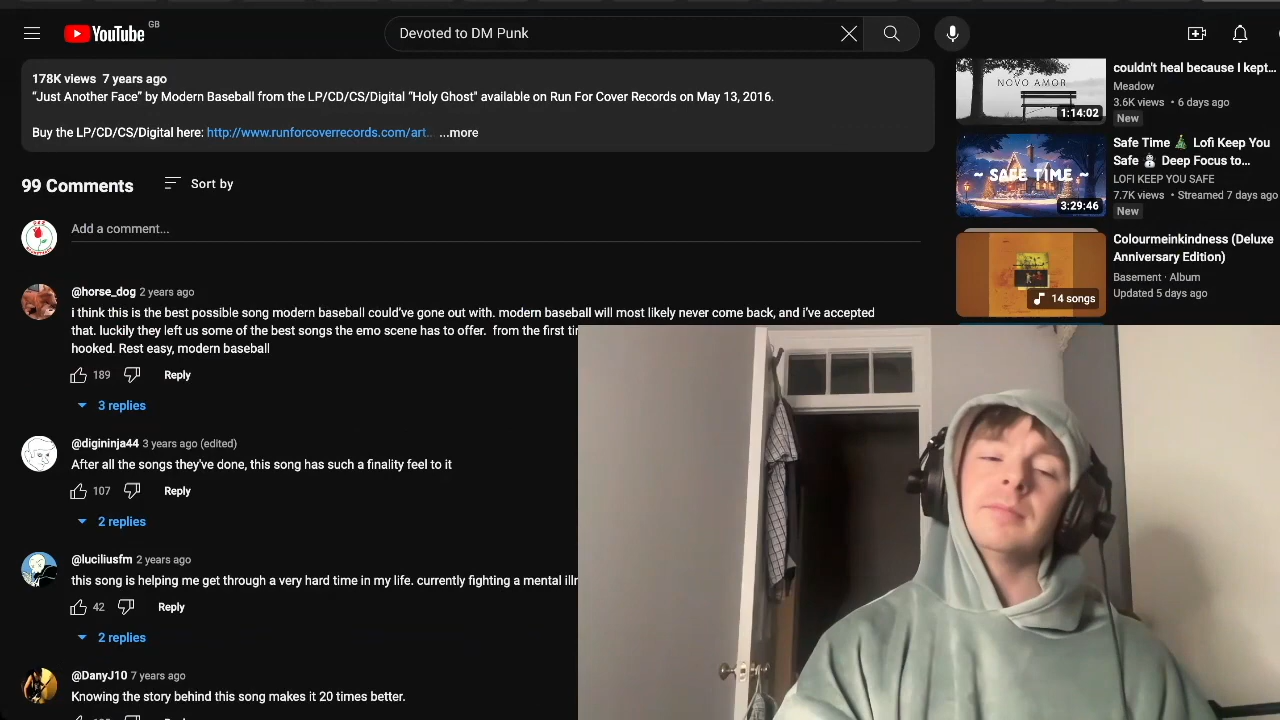 YouTube GB
Devoted to DM Punk
178K views 7 years ago
“Just Another Face” by Modern Baseball from the LP/CD/CS/Digital “Holy Ghost" available on Run For Cover Records on May 13, 2016.
Buy the LP/CD/CS/Digital here: http://www.runforcoverrecords.com/art... ...more
99 Comments
Sort by
Add a comment...
@horse_dog 2 years ago
i think this is the best possible song modern baseball could’ve gone out with. modern baseball will most likely never come back, and i’ve accepted
that. luckily they left us some of the best songs the emo scene has to offer. from the first
hooked. Rest easy, modern baseball
189 Reply
3 replies
@digininja44 3 years ago (edited)
After all the songs they've done, this song has such a finality feel to it
107 Reply
2 replies
@luciliusfm 2 years ago
this song is helping me get through a very hard time in my life. currently fighting a mental
42 Reply
2 replies
@DanyJ10 7 years ago
Knowing the story behind this song makes it 20 times better.
NOVO AMOR
1:14:02
couldn't heal because I kept...
Meadow
3.6K views • 6 days ago
New
~ SAFE TIME ~
3:29:46
Safe Time 🎄 Lofi Keep You
Safe ⛄ Deep Focus to...
LOFI KEEP YOU SAFE
7.7K views • Streamed 7 days ago
New
14 songs
Colourmeinkindness (Deluxe
Anniversary Edition)
Basement · Album
Updated 5 days ago